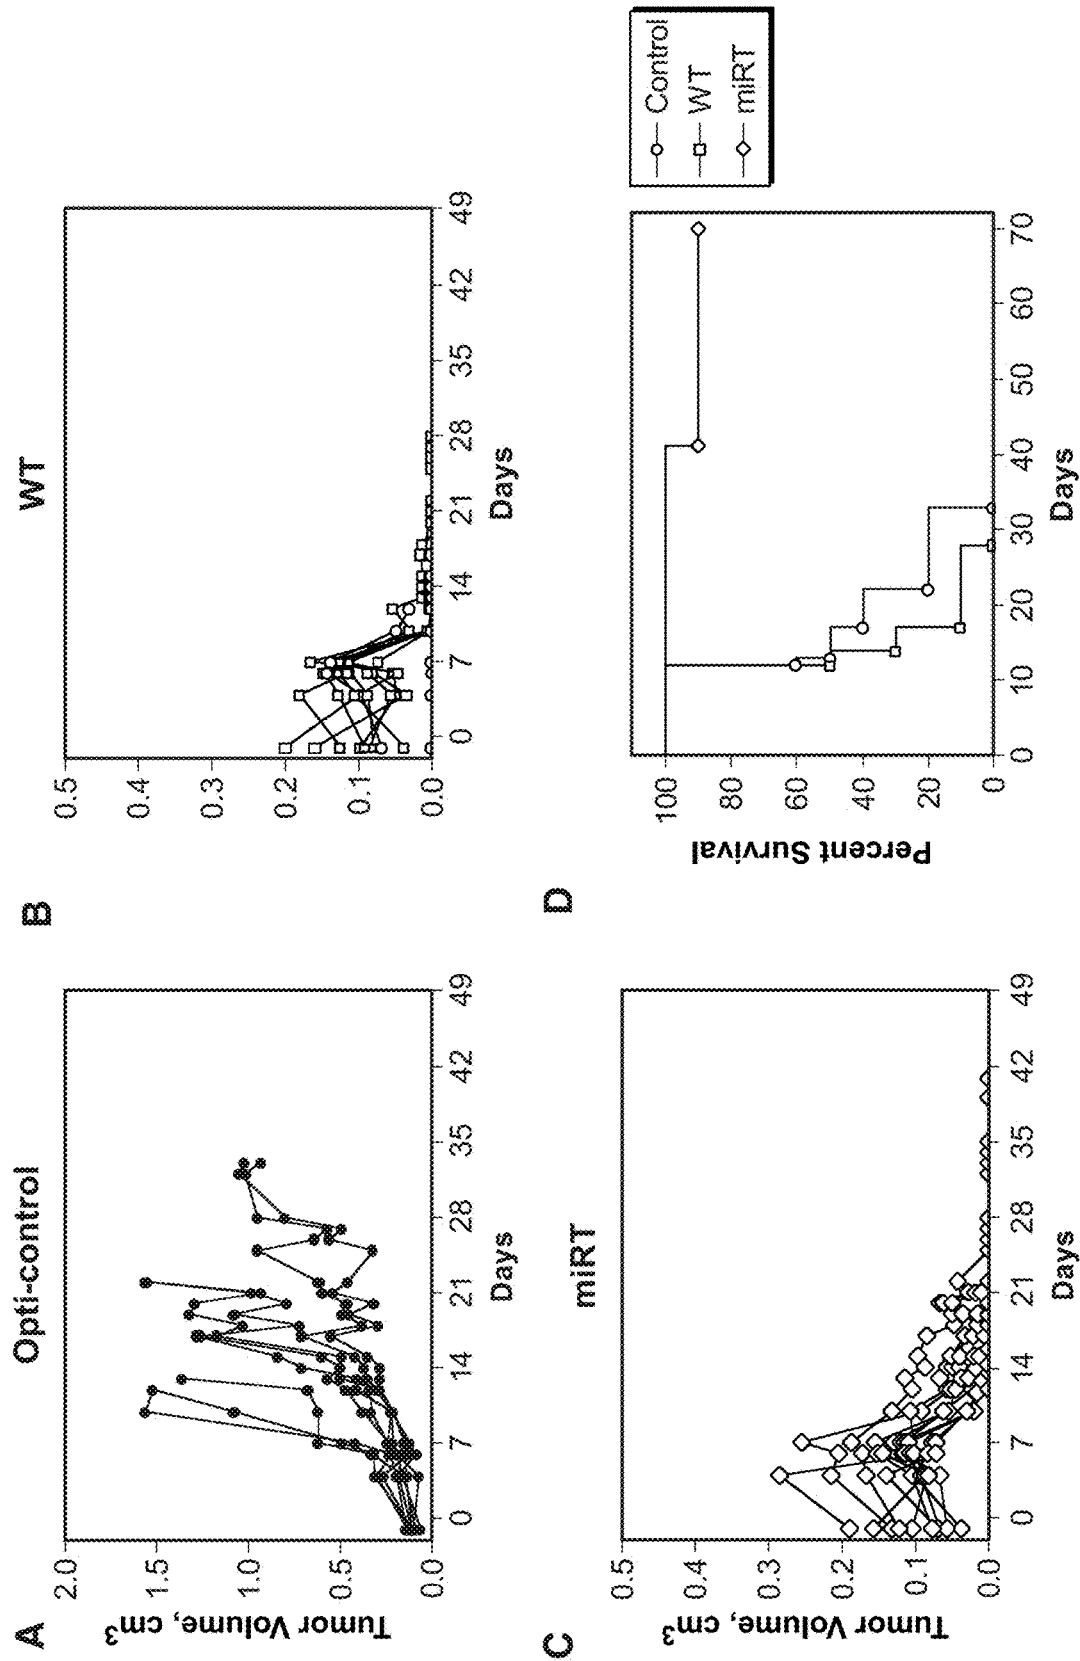 A
Opti-control
Tumor Volume, cm3
2.0
1.5
1.0
0.5
0.0
0 7 14 21 28 35 42 49
Days
B
WT
0.5
0.4
0.3
0.2
0.1
0.0
0 7 14 21 28 35 42 49
Days
C
miRT
Tumor Volume, cm3
0.5
0.4
0.3
0.2
0.1
0.0
0 7 14 21 28 35 42 49
Days
D
Percent Survival
100
80
60
40
20
0
0 10 20 30 40 50 60 70
Days
Control
WT
miRT